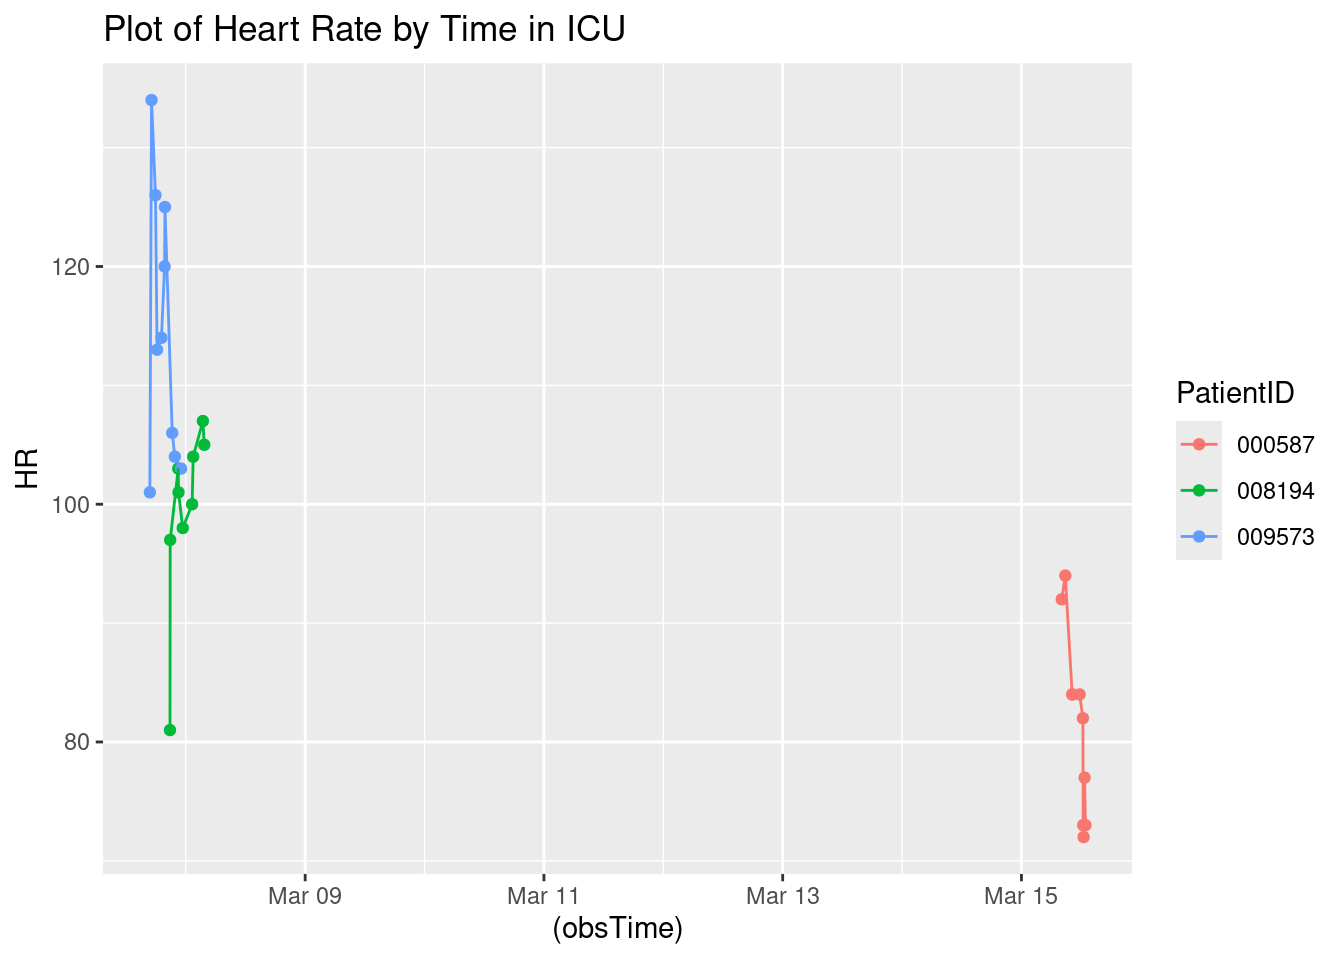 Plot of Heart Rate by Time in ICU
HR
120
100
80
Mar 09
Mar 11
Mar 13
Mar 15
(obsTime)
PatientID
000587
008194
009573